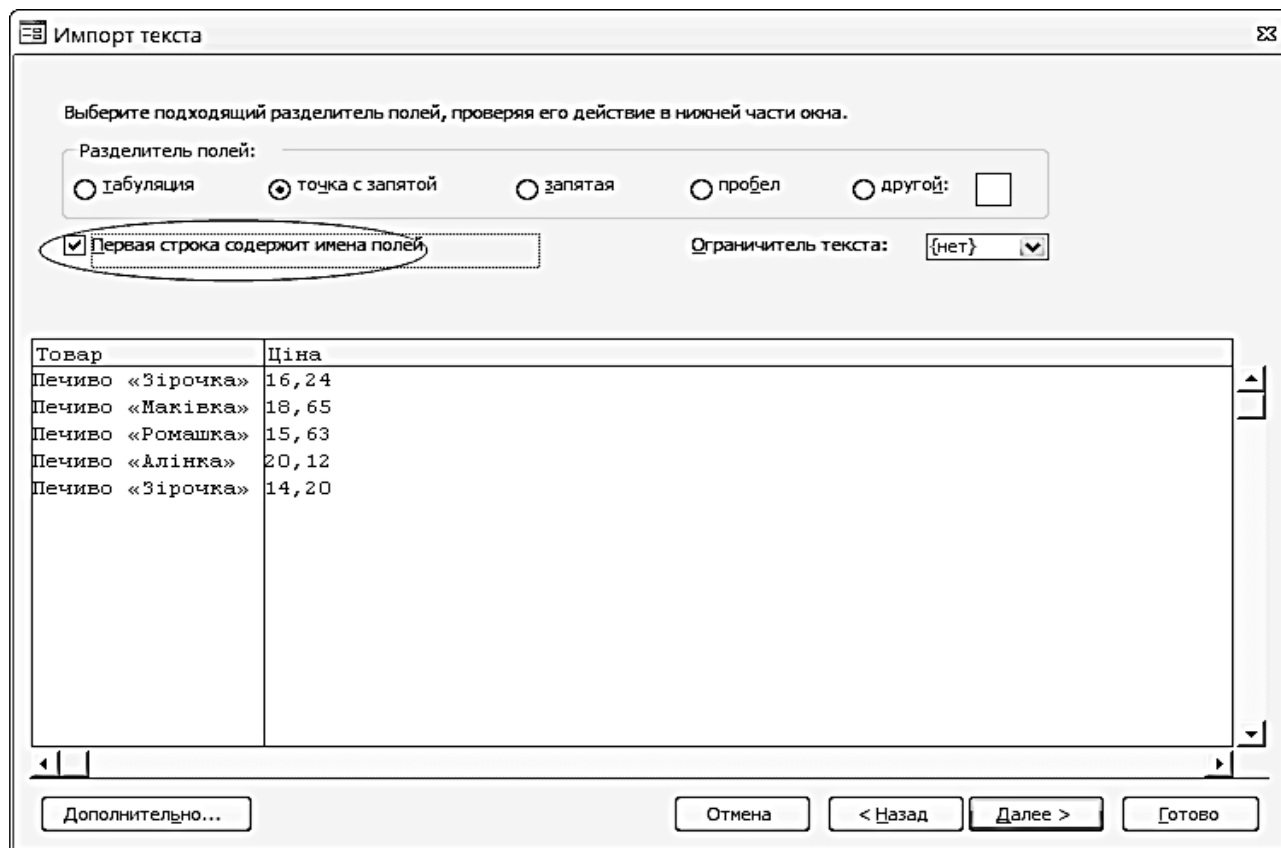 Импорт текста
Выберите подходящий разделитель полей, проверяя его действие в нижней части окна.
Разделитель полей:
табуляция точка с запятой запятая пробел другой:
Первая строка содержит имена полей Ограничитель текста: {нет}
Товар Ціна
Печиво «Зірочка» 16,24
Печиво «Маківка» 18,65
Печиво «Ромашка» 15,63
Печиво «Алінка» 20,12
Печиво «Зірочка» 14,20
Дополнительно... Отмена < Назад Далее > Готово